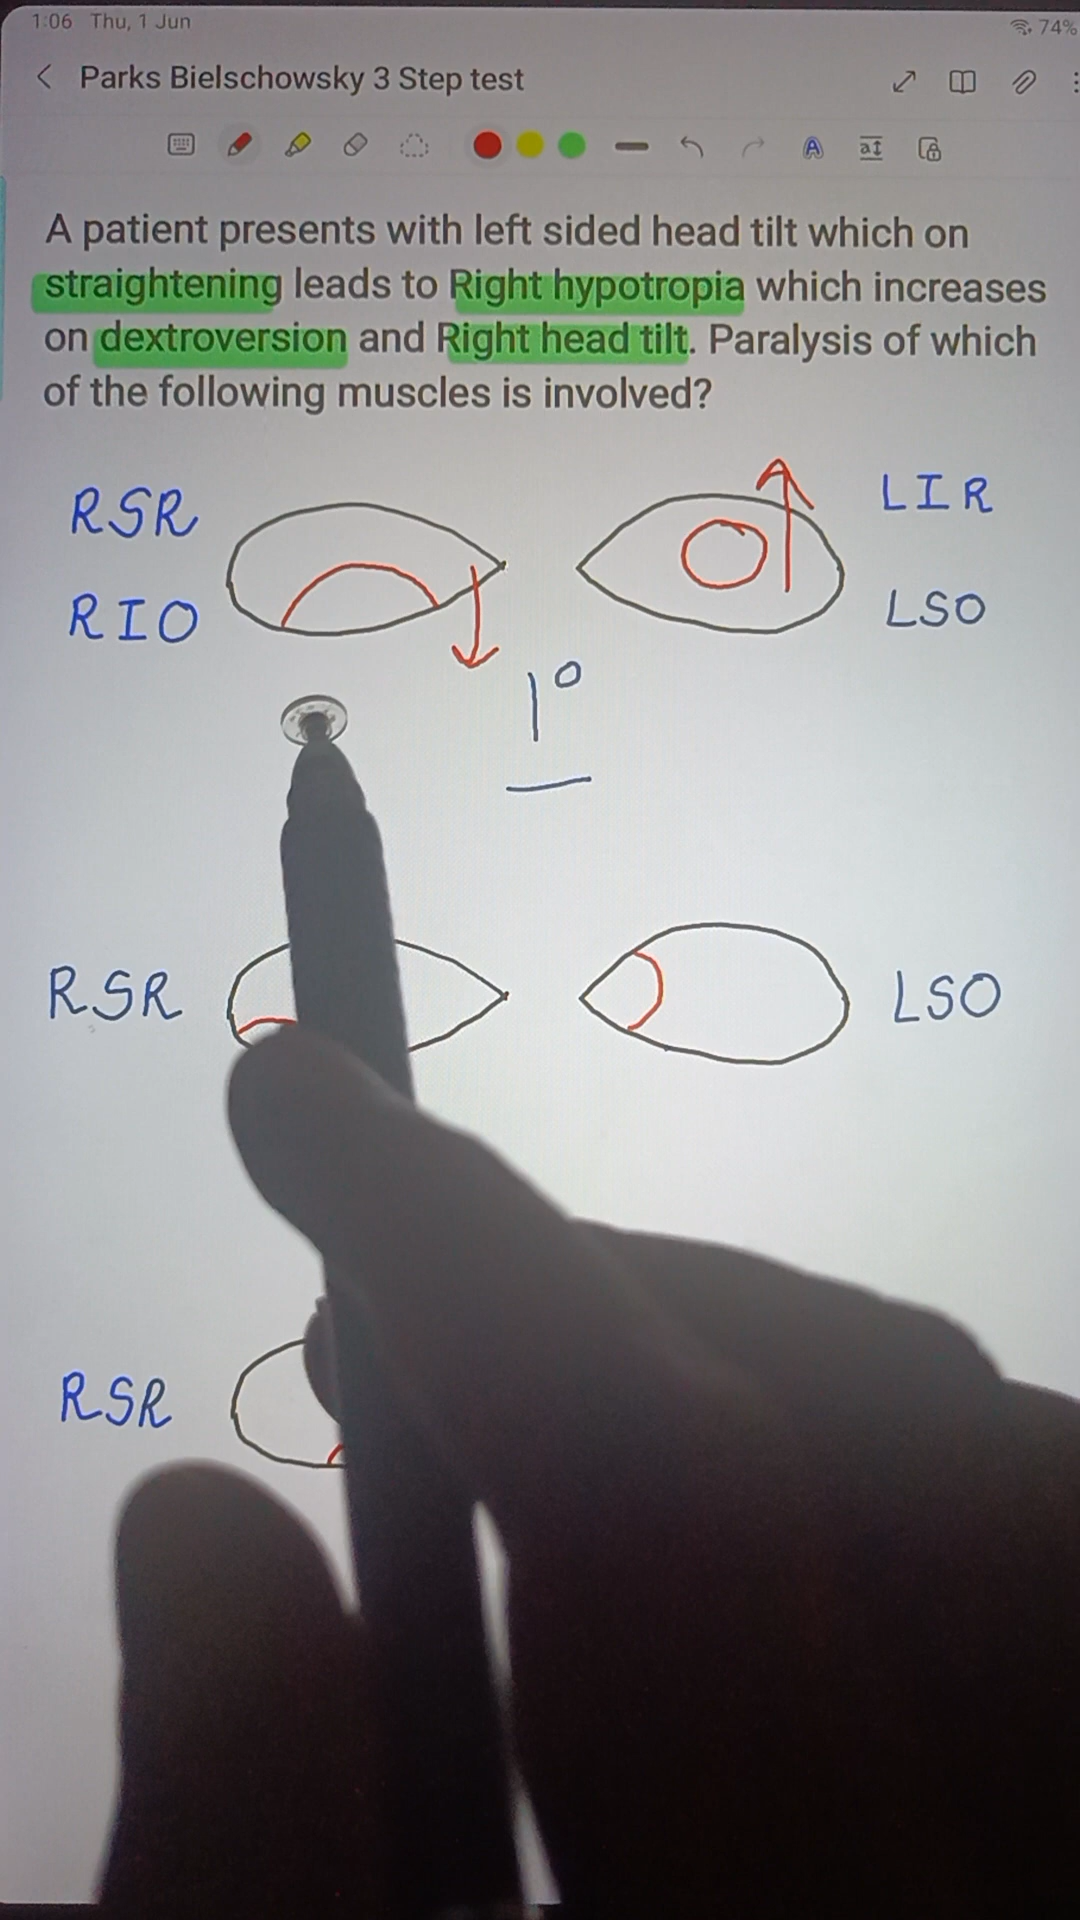 1:06 Thu, 1 Jun
74%
Parks Bielschowsky 3 Step test
A patient presents with left sided head tilt which on
straightening leads to Right hypotropia which increases
on dextroversion and Right head tilt. Paralysis of which
of the following muscles is involved?
RSR
LIR
RIO
LSO
1°
RSR
LSO
RSR